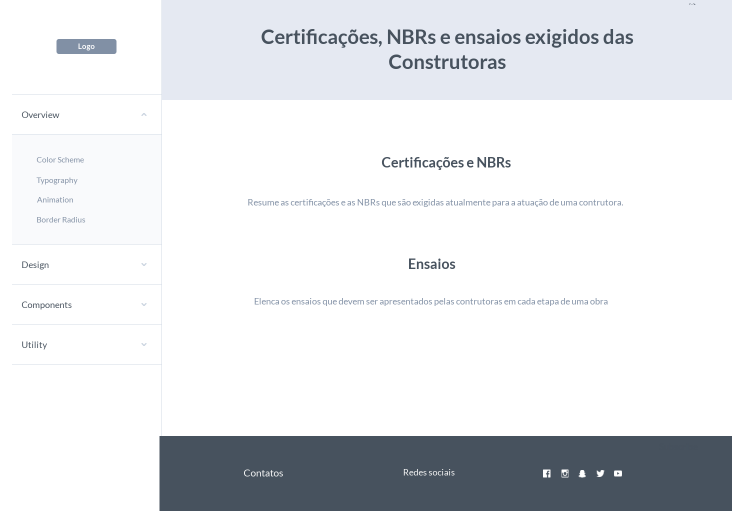 Logo
Certificações, NBRs e ensaios exigidos das
Construtoras
Overview
Color Scheme
Typography
Animation
Border Radius
Design
Components
Utility
Certificações e NBRs
Resume as certificações e as NBRs que são exigidas atualmente para a atuação de uma contrutora.
Ensaios
Elenca os ensaios que devem ser apresentados pelas contrutoras em cada etapa de uma obra
Contatos
Redes sociais